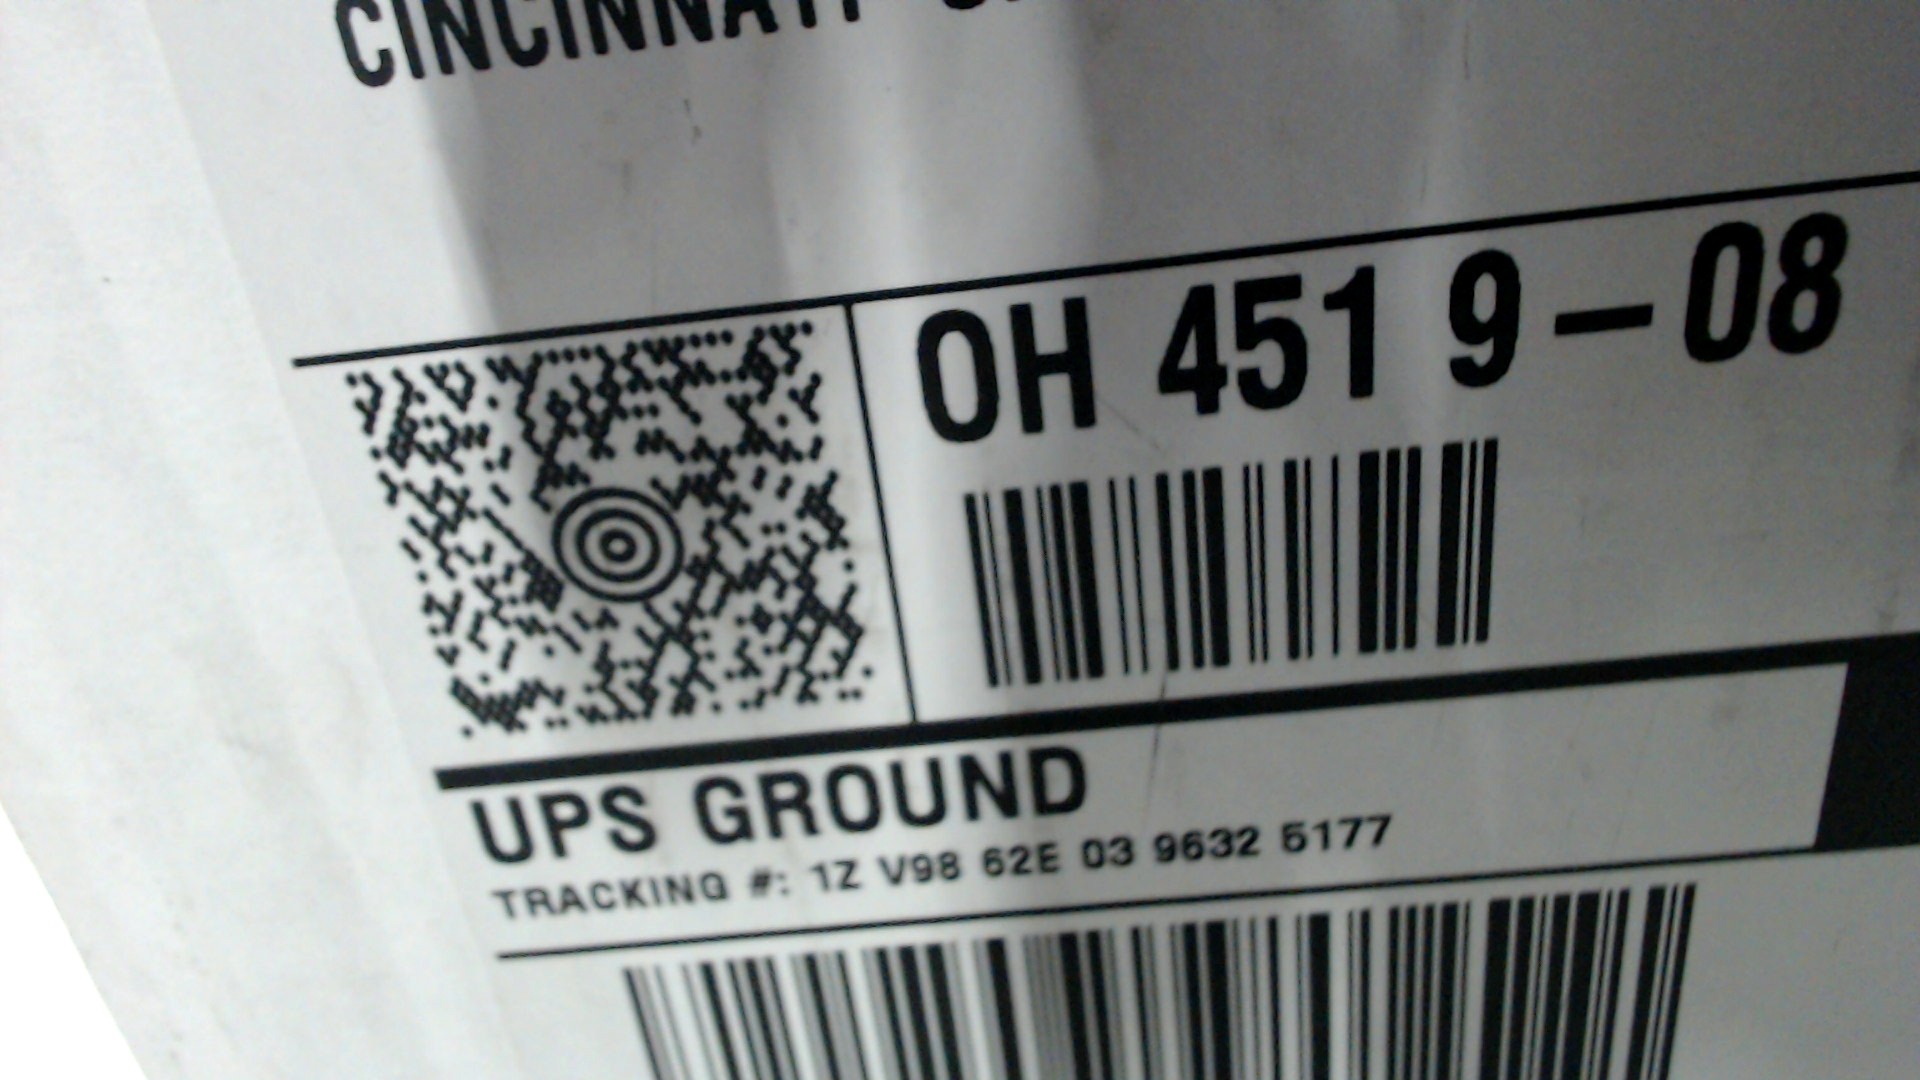 CINCINNATI
OH 451 9-08
UPS GROUND
TRACKING #: 1Z V98 62E 03 9632 5177